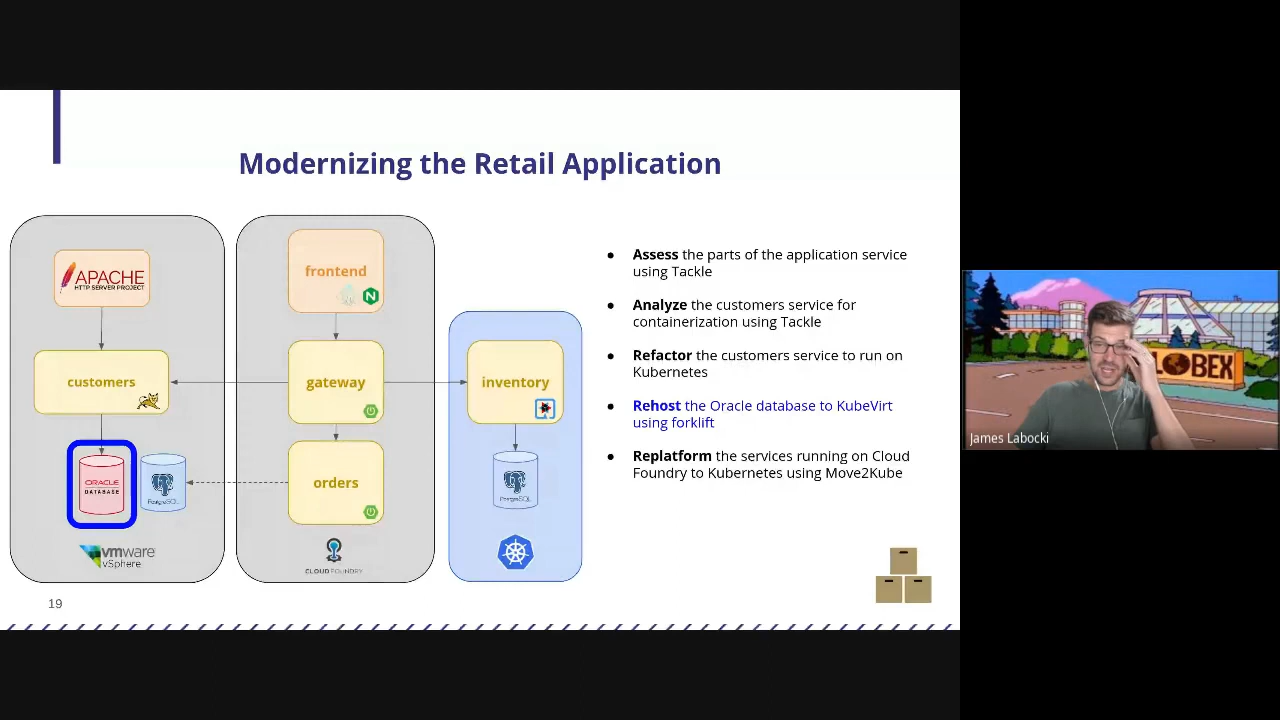 Modernizing the Retail Application
APACHE
HTTP SERVER PROJECT
customers
ORACLE
DATABASE
PostgreSQL
vmware
vSphere
frontend
N
gateway
orders
CLOUD FOUNDRY
inventory
PostgreSQL
● Assess the parts of the application service
using Tackle
● Analyze the customers service for
containerization using Tackle
● Refactor the customers service to run on
Kubernetes
● Rehost the Oracle database to KubeVirt
using forklift
● Replatform the services running on Cloud
Foundry to Kubernetes using Move2Kube
19
LOBEX
James Labocki